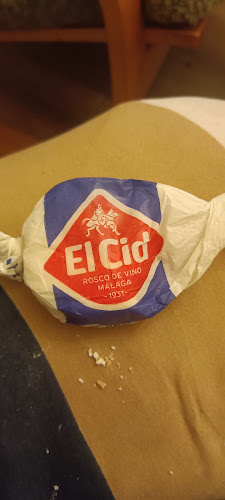 El Cid
ROSCO DE VINO
MÁLAGA
-1931-